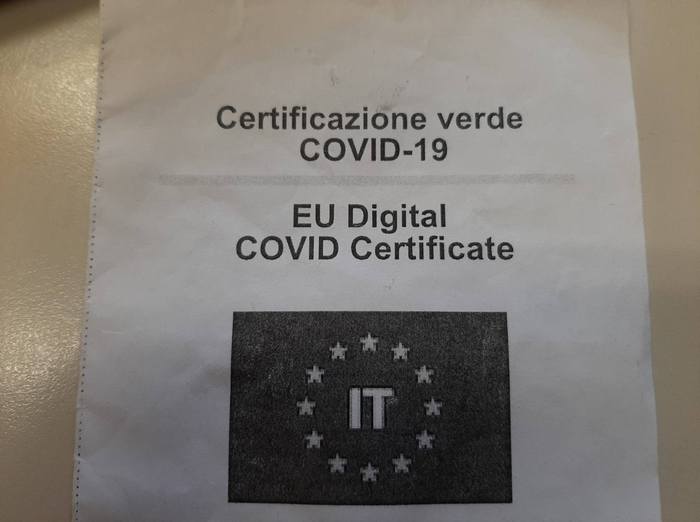 Certificazione verde
COVID-19
EU Digital
COVID Certificate
IT